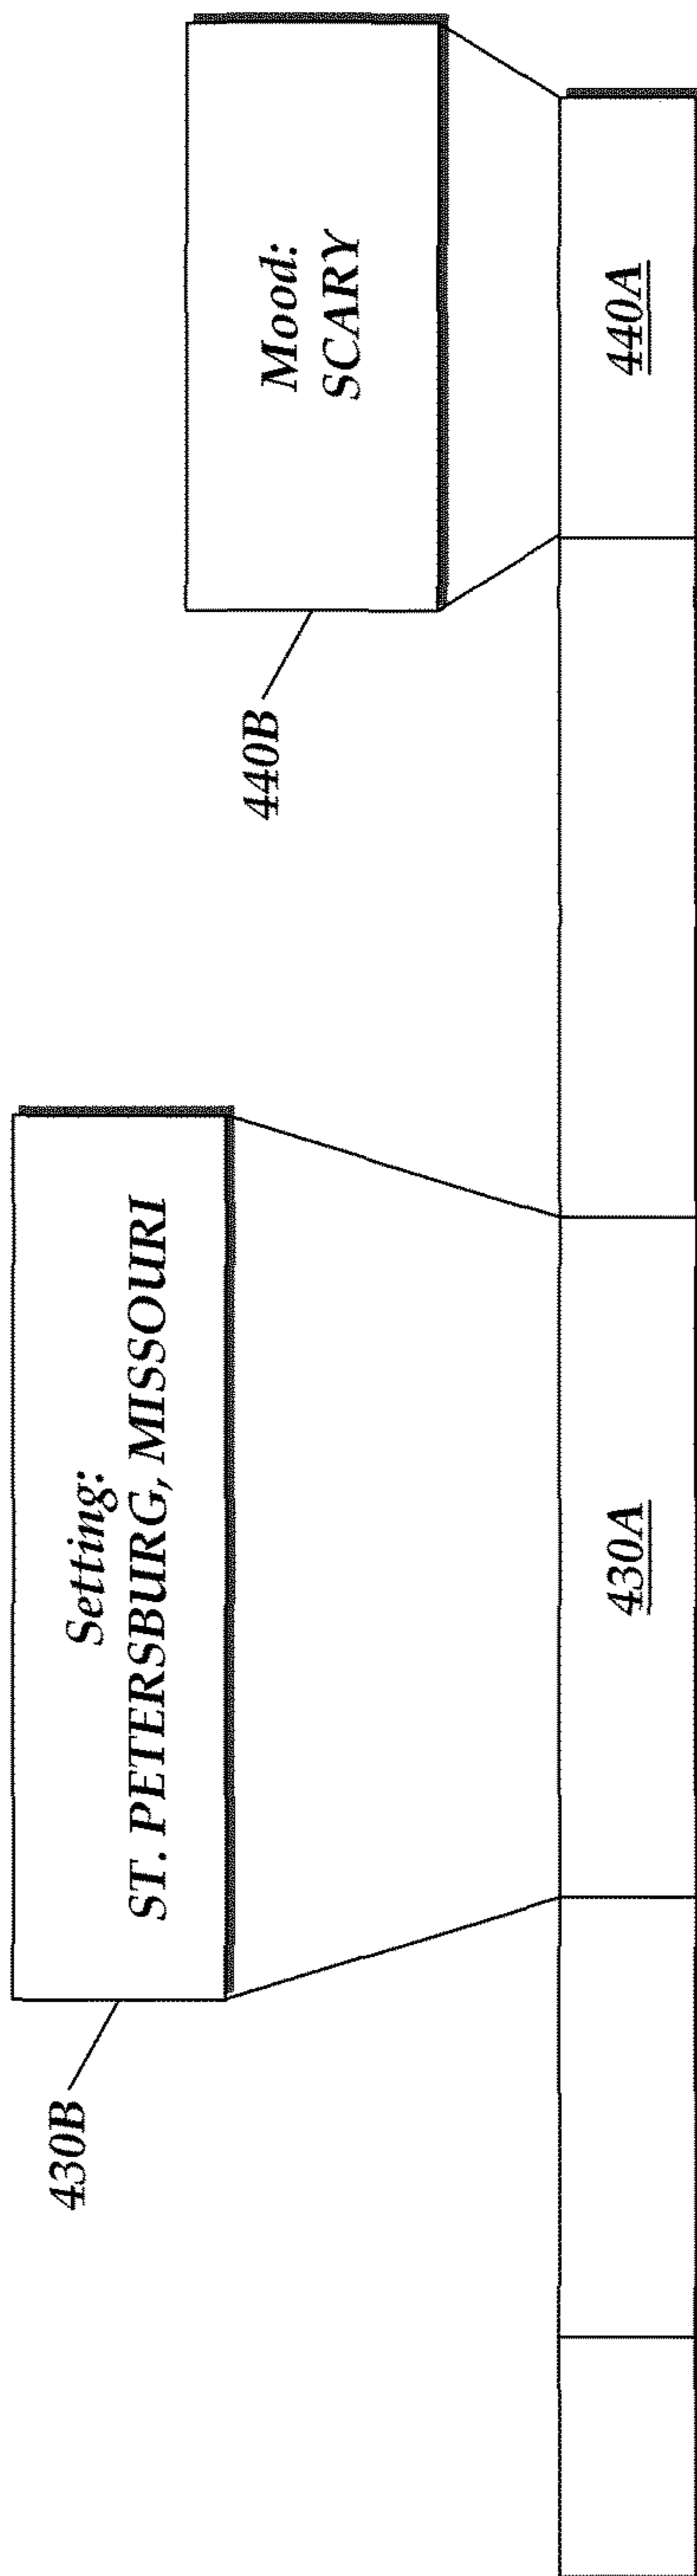 Setting:
ST. PETERSBURG, MISSOURI
430B
Mood:
SCARY
440B
430A
440A